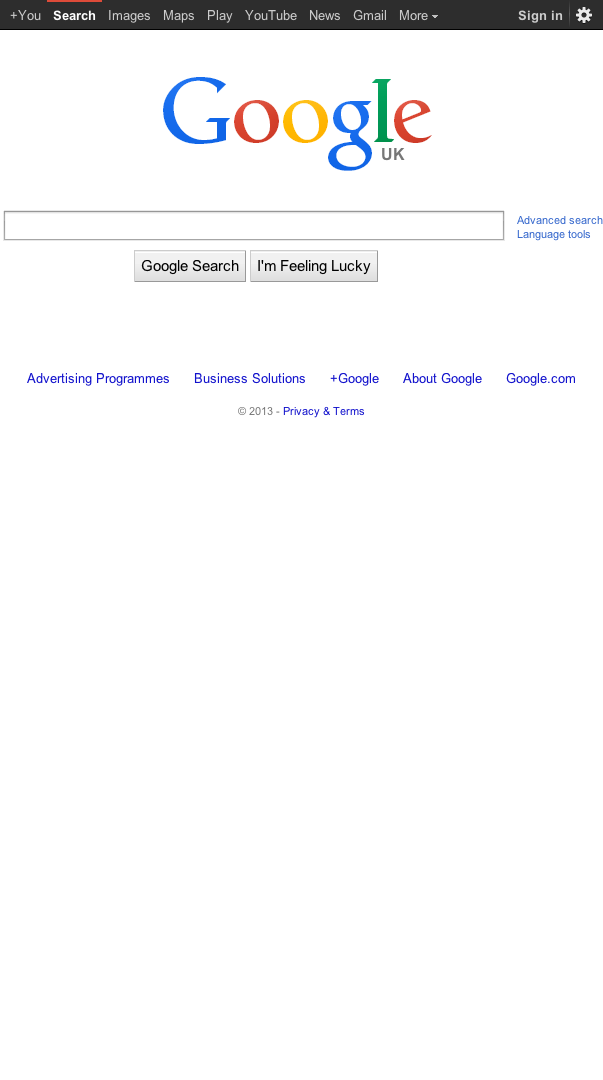 +You Search Images Maps Play YouTube News Gmail More Sign in
Google
UK
Advanced search
Language tools
Google Search I'm Feeling Lucky
Advertising Programmes Business Solutions +Google About Google Google.com
© 2013 - Privacy & Terms